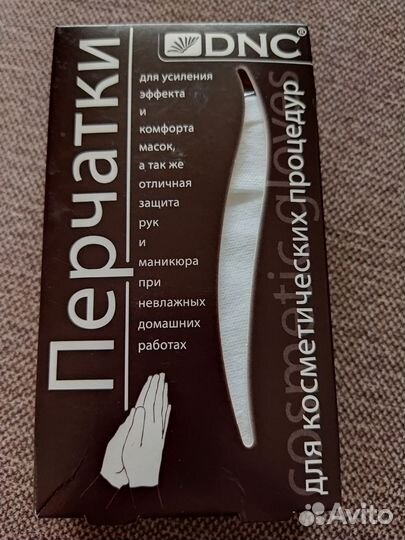 DNC®
Перчатки
для усиления
эффекта
и
комфорта
масок,
а так же
отличная
защита
рук
и
маникюра
при
невлажных
домашних
работах
для косметических процедур
cosmetic gloves
Avito